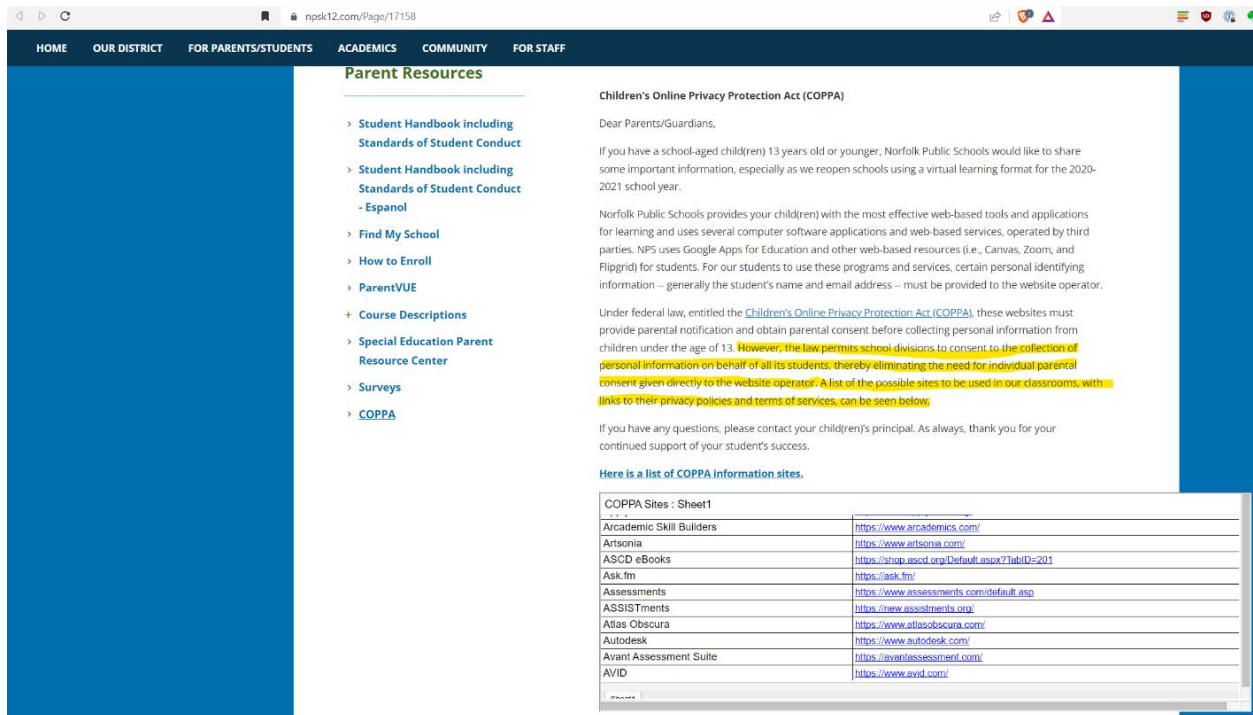 npsk12.com/Page/17158
HOME OUR DISTRICT FOR PARENTS/STUDENTS ACADEMICS COMMUNITY FOR STAFF
Parent Resources
Student Handbook including
Standards of Student Conduct
Student Handbook including
Standards of Student Conduct
- Espanol
Find My School
How to Enroll
ParentVUE
+ Course Descriptions
Special Education Parent
Resource Center
Surveys
COPPA
Children's Online Privacy Protection Act (COPPA)
Dear Parents/Guardians,
If you have a school-aged child(ren) 13 years old or younger, Norfolk Public Schools would like to share
some important information, especially as we reopen schools using a virtual learning format for the 2020-
2021 school year.
Norfolk Public Schools provides your child(ren) with the most effective web-based tools and applications
for learning and uses several computer software applications and web-based services, operated by third
parties. NPS uses Google Apps for Education and other web-based resources (i.e., Canvas, Zoom, and
Flipgrid) for students. For our students to use these programs and services, certain personal identifying
information -- generally the student's name and email address -- must be provided to the website operator.
Under federal law, entitled the Children's Online Privacy Protection Act (COPPA), these websites must
provide parental notification and obtain parental consent before collecting personal information from
children under the age of 13. However, the law permits school divisions to consent to the collection of
personal information on behalf of all its students, thereby eliminating the need for individual parental
consent given directly to the website operator. A list of the possible sites to be used in our classrooms, with
links to their privacy policies and terms of services, can be seen below.
If you have any questions, please contact your child(ren)'s principal. As always, thank you for your
continued support of your student's success.
Here is a list of COPPA information sites.
COPPA Sites : Sheet1
Arcademic Skill Builders https://www.arcademics.com/
Artsonia https://www.artsonia.com/
ASCD eBooks https://shop.ascd.org/Default.aspx?TabID=201
Ask.fm https://ask.fm/
Assessments https://www.assessments.com/default.asp
ASSISTments https://new.assistments.org/
Atlas Obscura https://www.atlasobscura.com/
Autodesk https://www.autodesk.com/
Avant Assessment Suite https://avantassessment.com/
AVID https://www.avid.com/
Sheet1